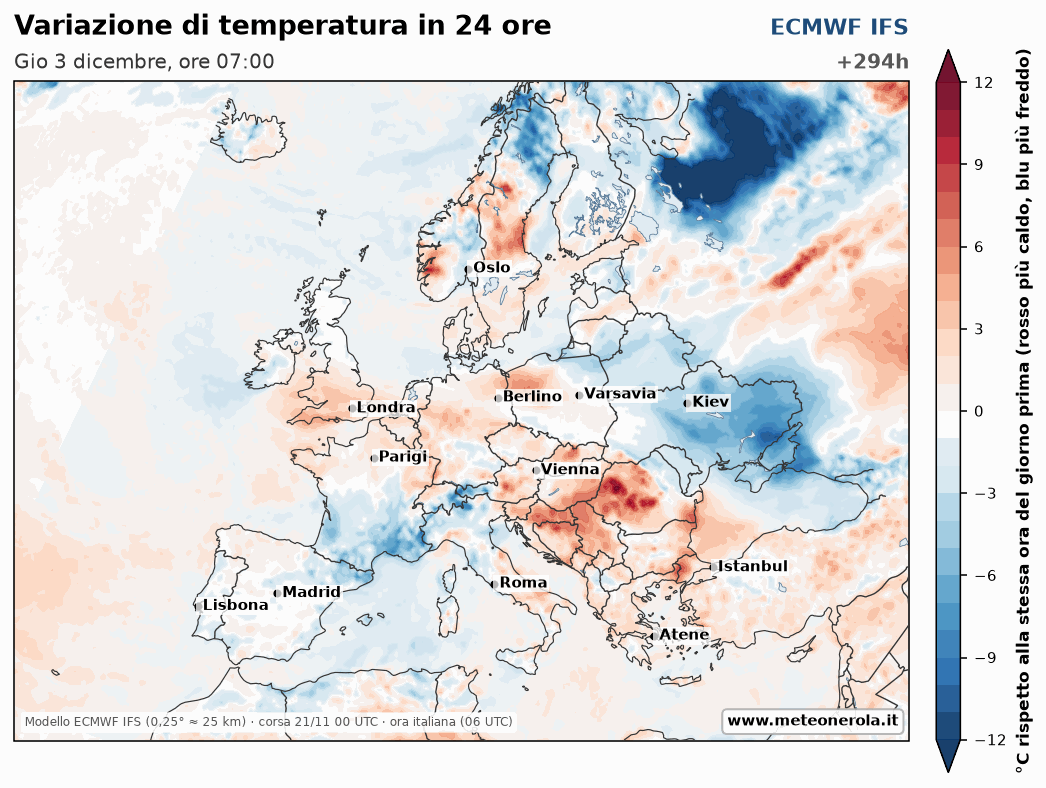 Variazione di temperatura in 24 ore
ECMWF IFS
Gio 3 dicembre, ore 07:00
+294h
Oslo
Londra
Berlino
Varsavia
Kiev
Parigi
Vienna
Istanbul
Roma
Madrid
Lisbona
Atene
Modello ECMWF IFS (0,25° ≈ 25 km) · corsa 21/11 00 UTC · ora italiana (06 UTC)
www.meteonerola.it
12
9
6
3
0
−3
−6
−9
−12
°C rispetto alla stessa ora del giorno prima (rosso più caldo, blu più freddo)